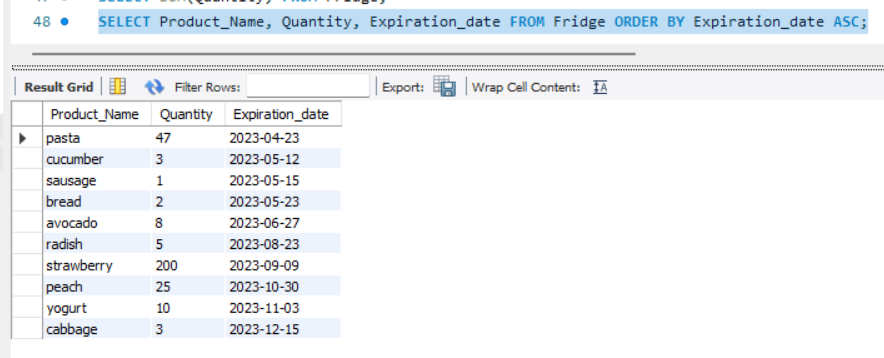 48 SELECT Product_Name, Quantity, Expiration_date FROM Fridge ORDER BY Expiration_date ASC;
Result Grid Filter Rows: Export: Wrap Cell Content: IA
Product_Name Quantity Expiration_date
pasta 47 2023-04-23
cucumber 3 2023-05-12
sausage 1 2023-05-15
bread 2 2023-05-23
avocado 8 2023-06-27
radish 5 2023-08-23
strawberry 200 2023-09-09
peach 25 2023-10-30
yogurt 10 2023-11-03
cabbage 3 2023-12-15